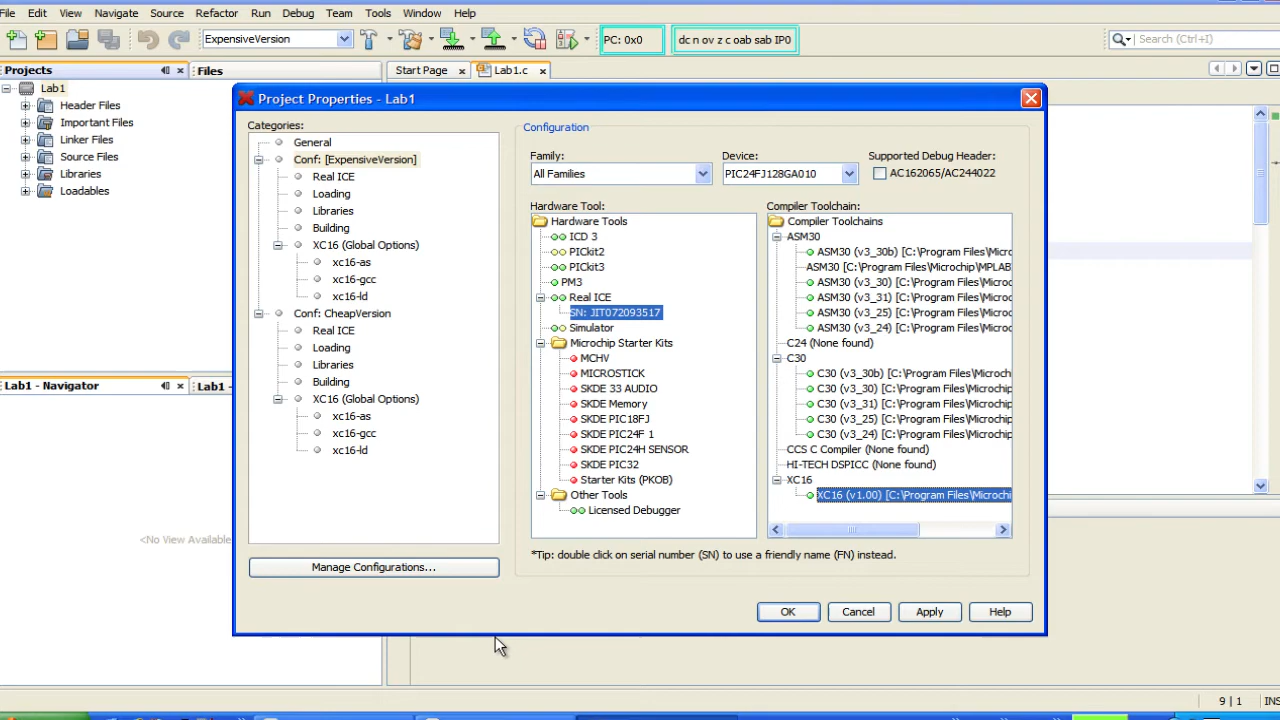 File Edit View Navigate Source Refactor Run Debug Team Tools Window Help
ExpensiveVersion
PC: 0x0
dc n ov z c oab sab IP0
Search (Ctrl+I)
Projects
Files
Start Page
Lab1.c
Lab1
Header Files
Important Files
Linker Files
Source Files
Libraries
Loadables
Lab1 - Navigator
Lab1 -
<No View Available
Project Properties - Lab1
Categories:
General
Conf: [ExpensiveVersion]
Real ICE
Loading
Libraries
Building
XC16 (Global Options)
xc16-as
xc16-gcc
xc16-ld
Conf: CheapVersion
Real ICE
Loading
Libraries
Building
XC16 (Global Options)
xc16-as
xc16-gcc
xc16-ld
Manage Configurations...
Configuration
Family:
All Families
Device:
PIC24FJ128GA010
Supported Debug Header:
AC162065/AC244022
Hardware Tool:
Hardware Tools
ICD 3
PICkit2
PICkit3
PM3
Real ICE
SN: JIT072093517
Simulator
Microchip Starter Kits
MCHV
MICROSTICK
SKDE 33 AUDIO
SKDE Memory
SKDE PIC18FJ
SKDE PIC24F 1
SKDE PIC24H SENSOR
SKDE PIC32
Starter Kits (PKOB)
Other Tools
Licensed Debugger
Compiler Toolchain:
Compiler Toolchains
ASM30
ASM30 (v3_30b) [C:\Program Files\Micro
ASM30 [C:\Program Files\Microchip\MPLAB
ASM30 (v3_30) [C:\Program Files\Microc
ASM30 (v3_31) [C:\Program Files\Microc
ASM30 (v3_25) [C:\Program Files\Microc
ASM30 (v3_24) [C:\Program Files\Microc
C24 (None found)
C30
C30 (v3_30b) [C:\Program Files\Microch
C30 (v3_30) [C:\Program Files\Microchip
C30 (v3_31) [C:\Program Files\Microchip
C30 (v3_25) [C:\Program Files\Microchip
C30 (v3_24) [C:\Program Files\Microchip
CCS C Compiler (None found)
HI-TECH DSPICC (None found)
XC16
XC16 (v1.00) [C:\Program Files\Microchi
*Tip: double click on serial number (SN) to use a friendly name (FN) instead.
OK
Cancel
Apply
Help
9 | 1
INS